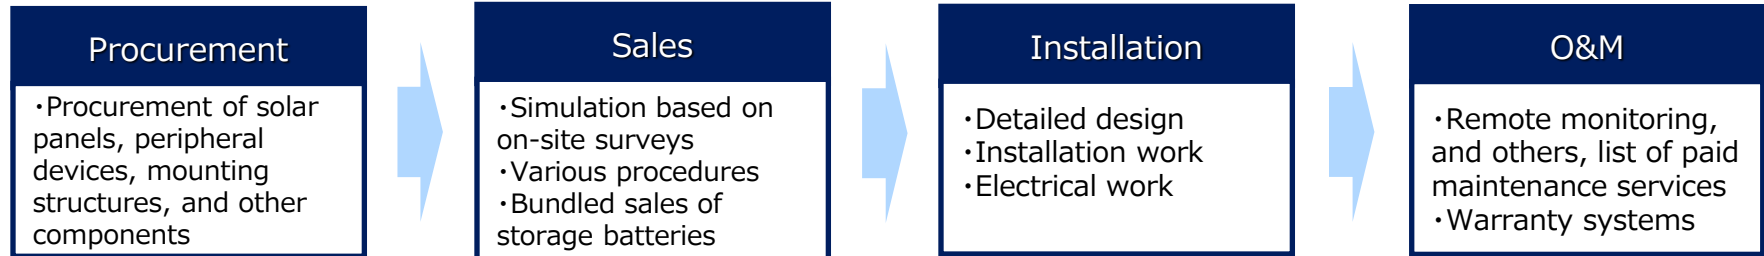 Procurement
・Procurement of solar
panels, peripheral
devices, mounting
structures, and other
components
Sales
・Simulation based on
on-site surveys
・Various procedures
・Bundled sales of
storage batteries
Installation
・Detailed design
・Installation work
・Electrical work
O&M
・Remote monitoring,
and others, list of paid
maintenance services
・Warranty systems